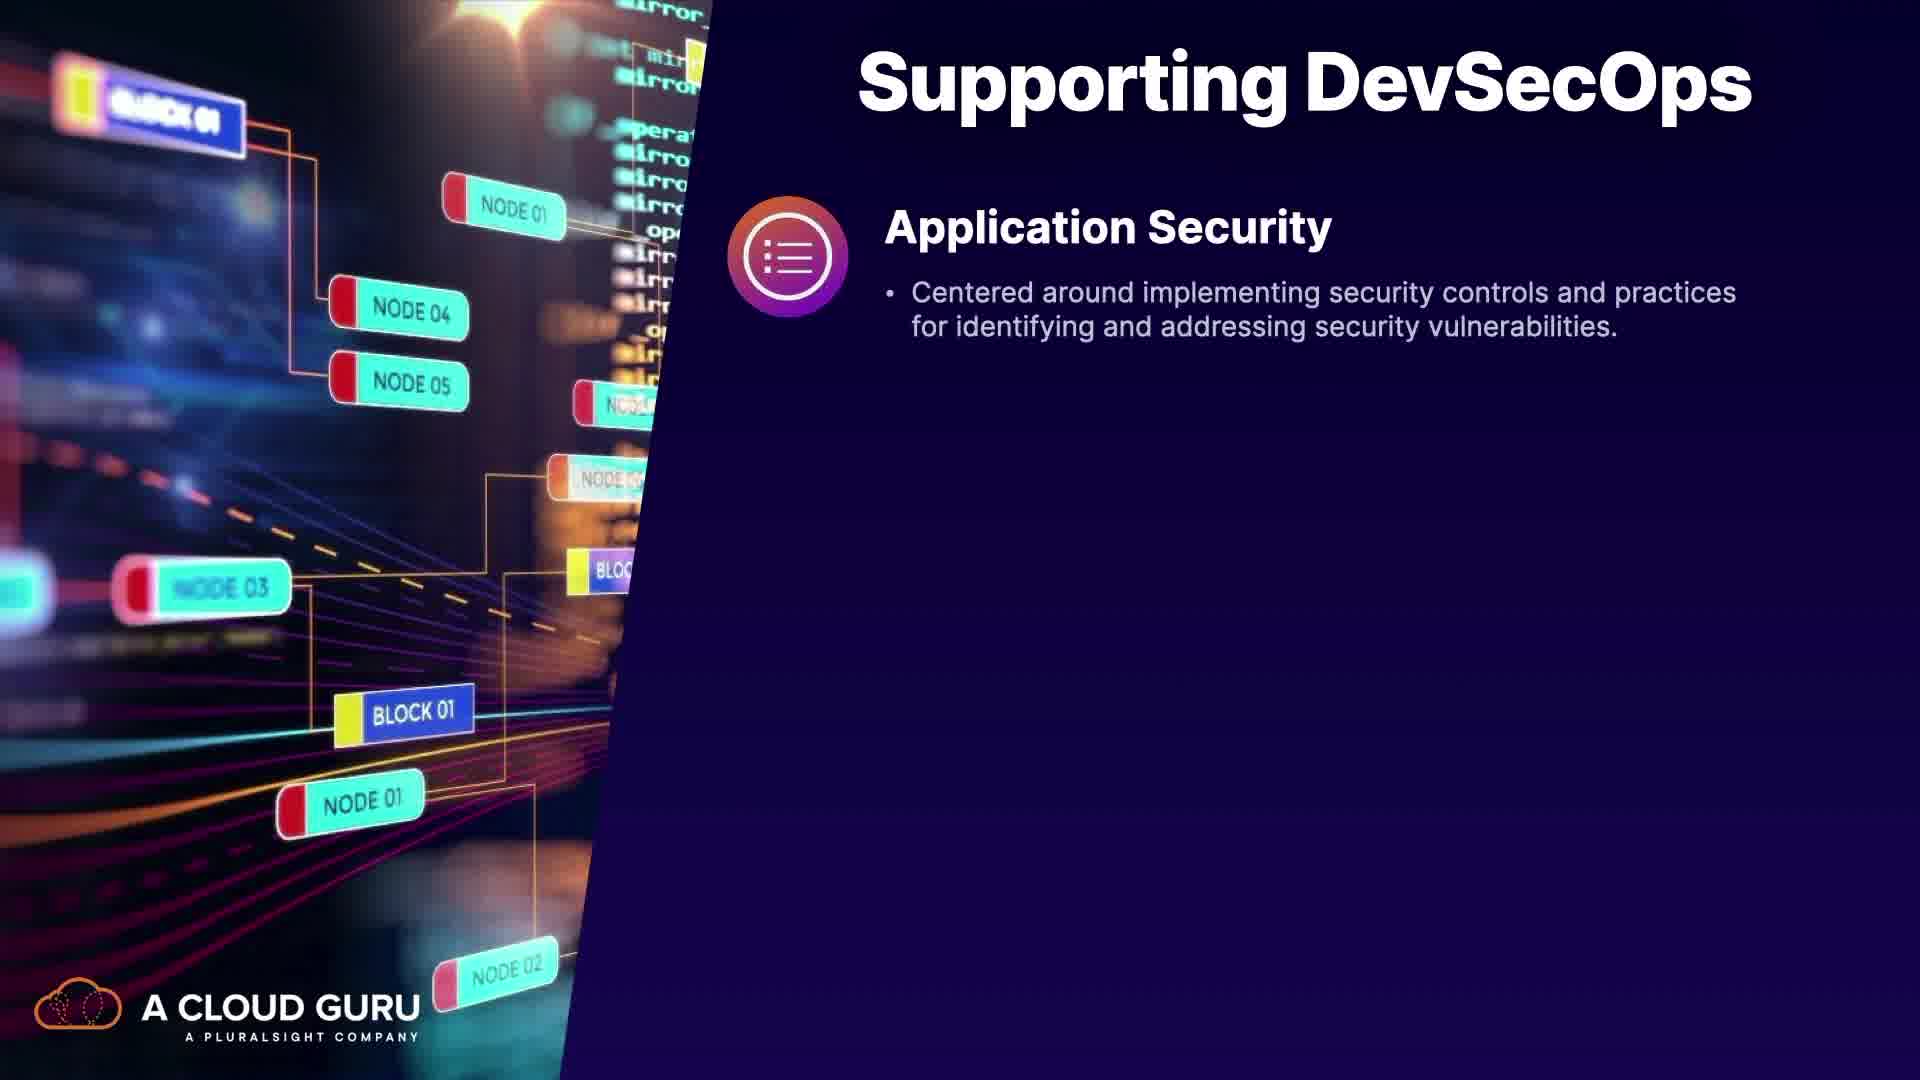 Supporting DevSecOps
Application Security
• Centered around implementing security controls and practices
for identifying and addressing security vulnerabilities.
BLOCK 01
NODE 01
NODE 04
NODE 05
NODE 03
BLOCK 01
NODE 01
NODE 02
A CLOUD GURU
A PLURALSIGHT COMPANY